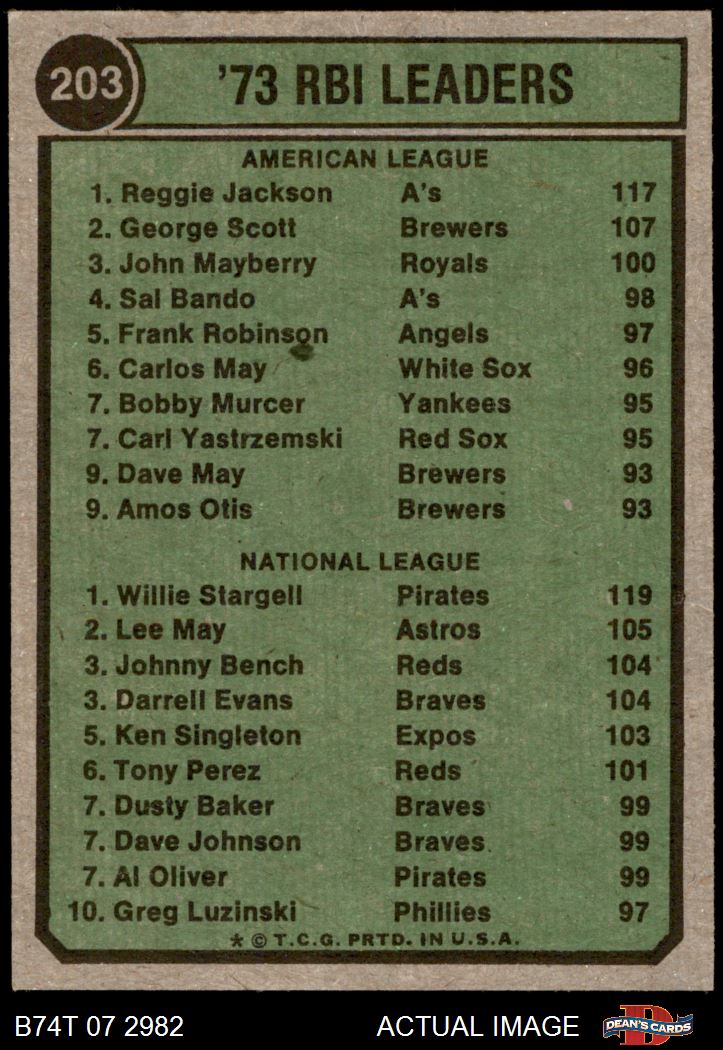 203 '73 RBI LEADERS
AMERICAN LEAGUE
1. Reggie Jackson A's 117
2. George Scott Brewers 107
3. John Mayberry Royals 100
4. Sal Bando A's 98
5. Frank Robinson Angels 97
6. Carlos May White Sox 96
7. Bobby Murcer Yankees 95
7. Carl Yastrzemski Red Sox 95
9. Dave May Brewers 93
9. Amos Otis Brewers 93
NATIONAL LEAGUE
1. Willie Stargell Pirates 119
2. Lee May Astros 105
3. Johnny Bench Reds 104
3. Darrell Evans Braves 104
5. Ken Singleton Expos 103
6. Tony Perez Reds 101
7. Dusty Baker Braves 99
7. Dave Johnson Braves 99
7. Al Oliver Pirates 99
10. Greg Luzinski Phillies 97
* © T.C.G. PRTD. IN U.S.A.
B74T 07 2982 ACTUAL IMAGE D DEAN'S CARDS